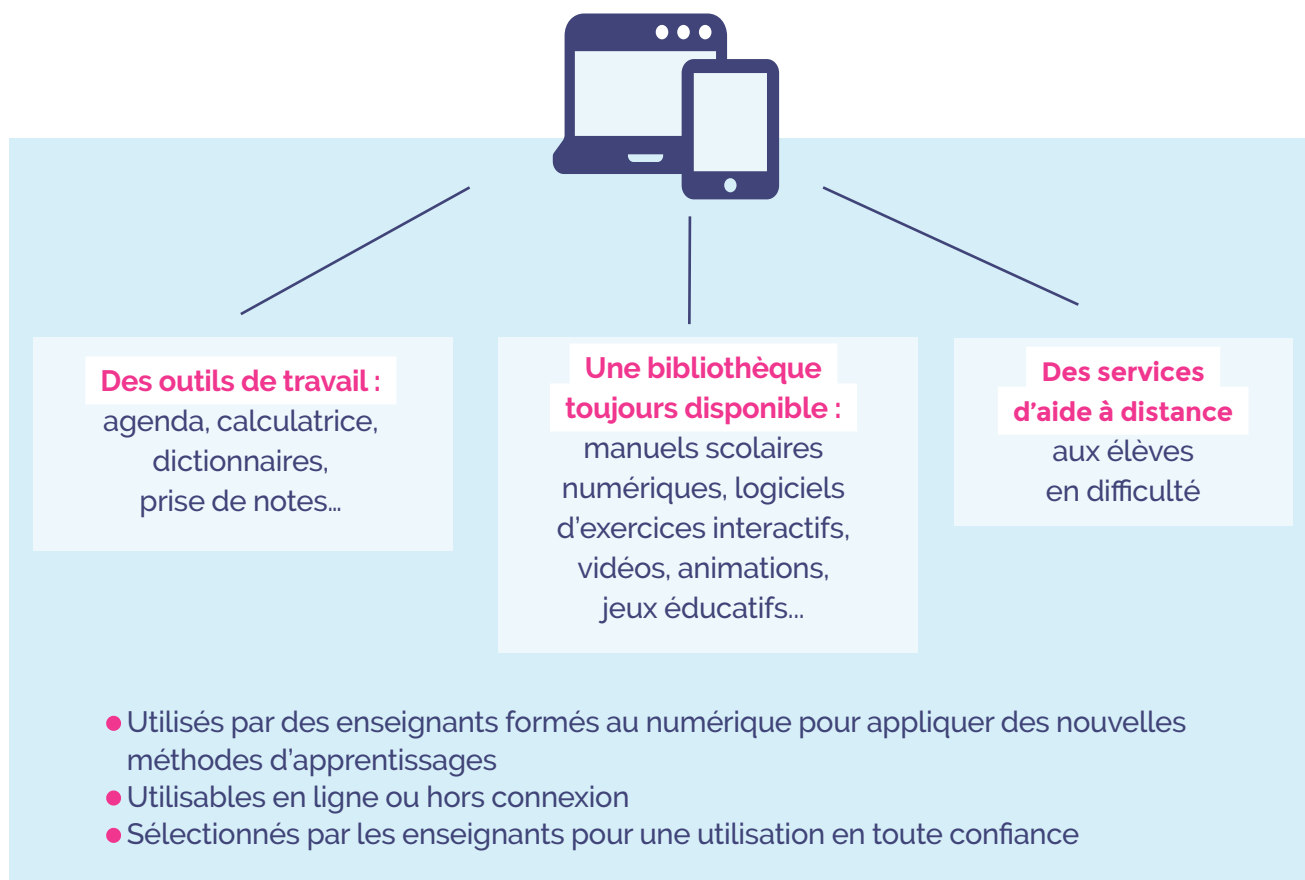 Des outils de travail :
agenda, calculatrice,
dictionnaires,
prise de notes...
Une bibliothèque
toujours disponible :
manuels scolaires
numériques, logiciels
d'exercices interactifs,
vidéos, animations,
jeux éducatifs...
Des services
d'aide à distance
aux élèves
en difficulté
• Utilisés par des enseignants formés au numérique pour appliquer des nouvelles
méthodes d'apprentissages
• Utilisables en ligne ou hors connexion
• Sélectionnés par les enseignants pour une utilisation en toute confiance